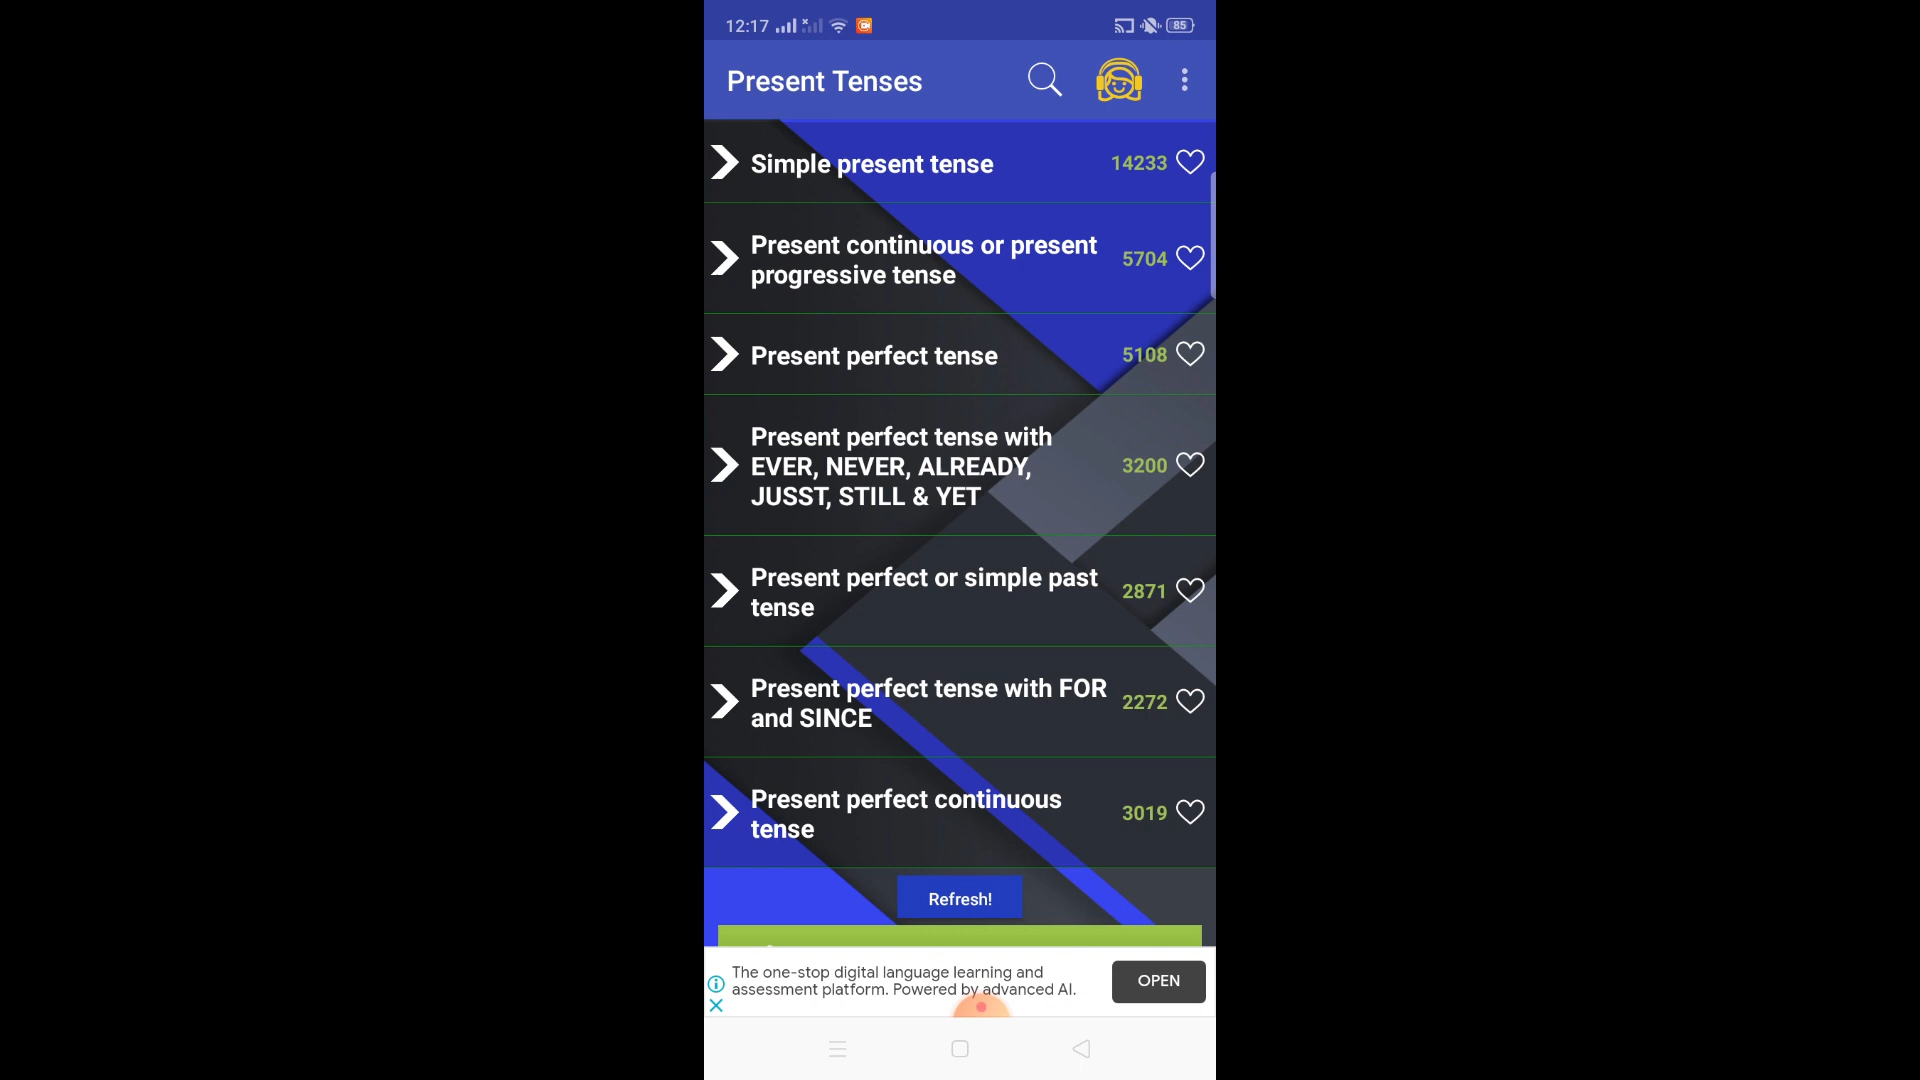 12:17
85
Present Tenses
Simple present tense
14233
Present continuous or present
progressive tense
5704
Present perfect tense
5108
Present perfect tense with
EVER, NEVER, ALREADY,
JUSST, STILL & YET
3200
Present perfect or simple past
tense
2871
Present perfect tense with FOR
and SINCE
2272
Present perfect continuous
tense
3019
Refresh!
The one-stop digital language learning and
assessment platform. Powered by advanced AI.
OPEN